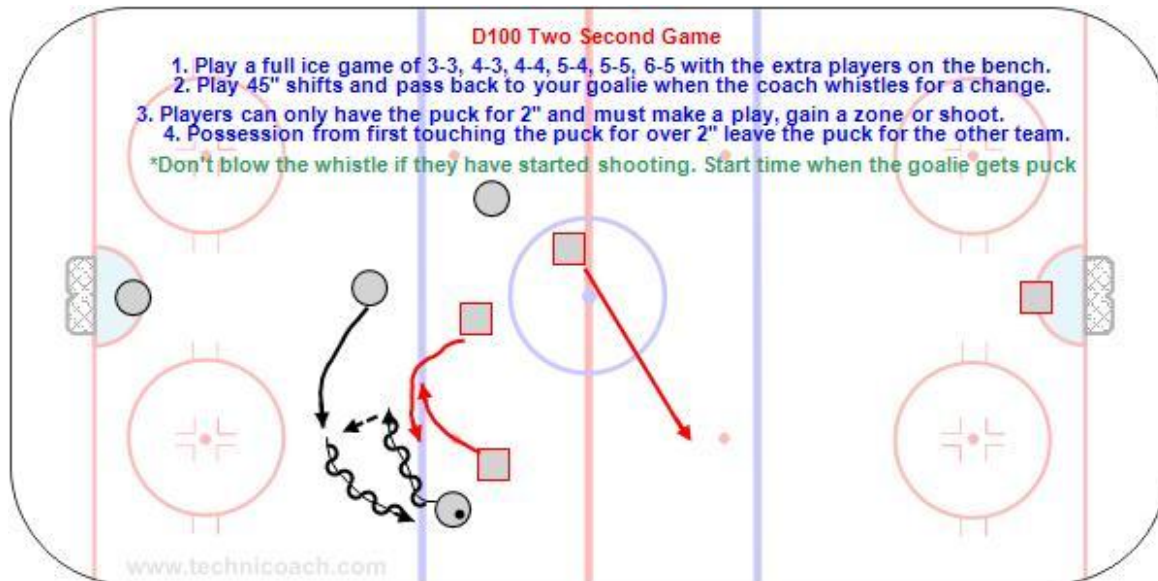 D100 Two Second Game
1. Play a full ice game of 3-3, 4-3, 4-4, 5-4, 5-5, 6-5 with the extra players on the bench.
2. Play 45" shifts and pass back to your goalie when the coach whistles for a change.
3. Players can only have the puck for 2" and must make a play, gain a zone or shoot.
4. Possession from first touching the puck for over 2" leave the puck for the other team.
*Don't blow the whistle if they have started shooting. Start time when the goalie gets puck
www.technicoach.com